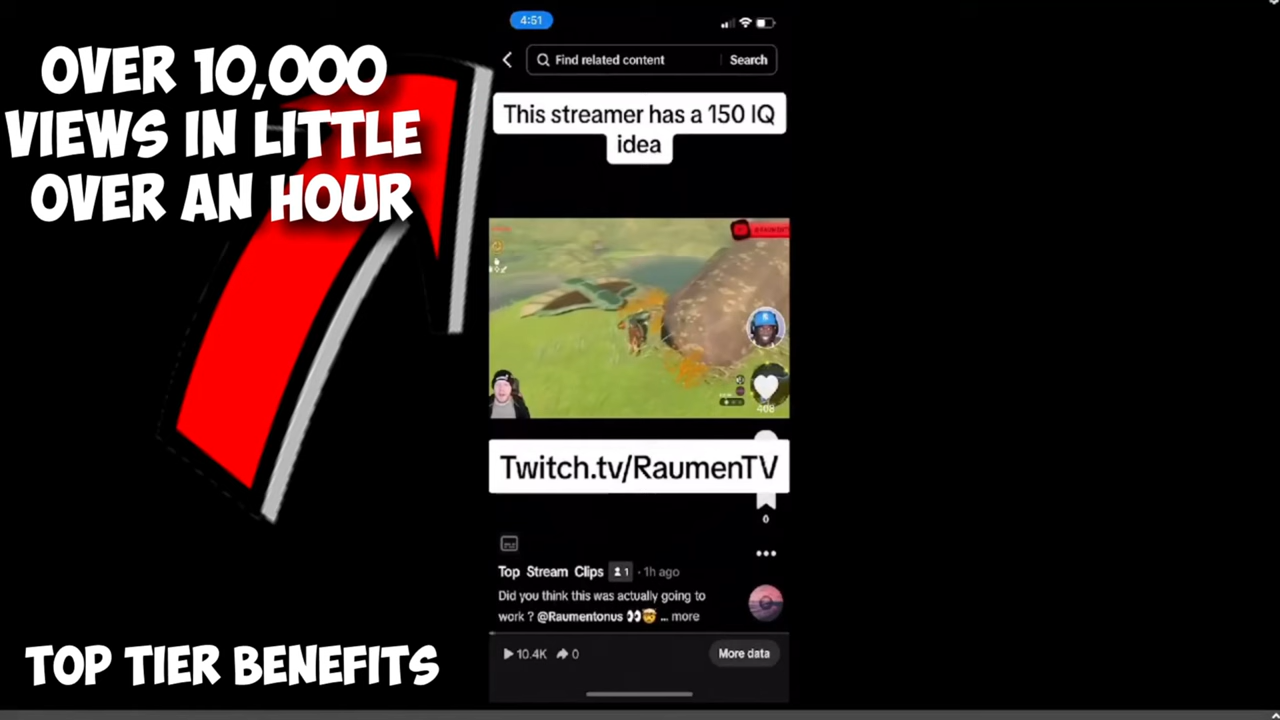 OVER 10,000
VIEWS IN LITTLE
OVER AN HOUR
TOP TIER BENEFITS
4:51
Find related content
Search
This streamer has a 150 IQ
idea
408
Twitch.tv/RaumenTV
0
Top Stream Clips 1 · 1h ago
Did you think this was actually going to
work ? @Raumentonus 👀🤯 ... more
10.4K 0
More data